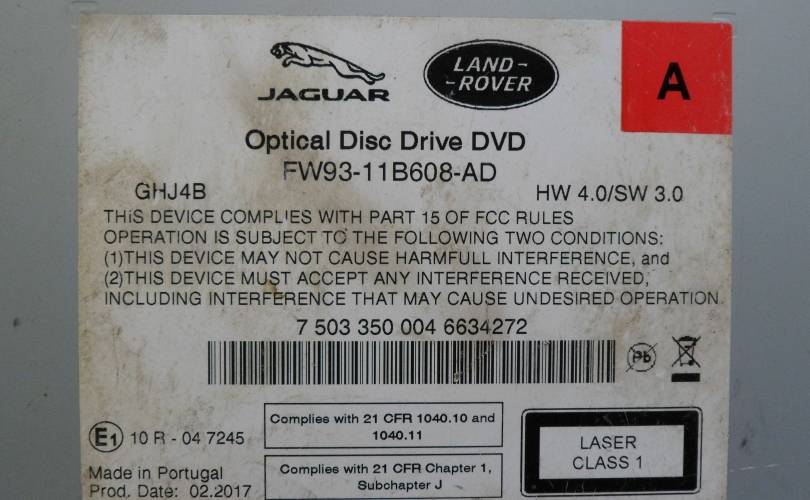 JAGUAR
LAND-
-ROVER
A
Optical Disc Drive DVD
FW93-11B608-AD
GHJ4B
HW 4.0/SW 3.0
THiS DEVICE COMPLIES WITH PART 15 OF FCC RULES
OPERATION IS SUBJECT TO THE FOLLOWING TWO CONDITIONS:
(1)THIS DEVICE MAY NOT CAUSE HARMFULL INTERFERENCE, and
(2)THIS DEVICE MUST ACCEPT ANY INTERFERENCE RECEIVED,
INCLUDING INTERFERENCE THAT MAY CAUSE UNDESIRED OPERATION.
7 503 350 004 6634272
Pb
E1 10 R - 04 7245
Complies with 21 CFR 1040.10 and
1040.11
LASER
CLASS 1
Made in Portugal
Prod. Date: 02.2017
Complies with 21 CFR Chapter 1,
Subchapter J